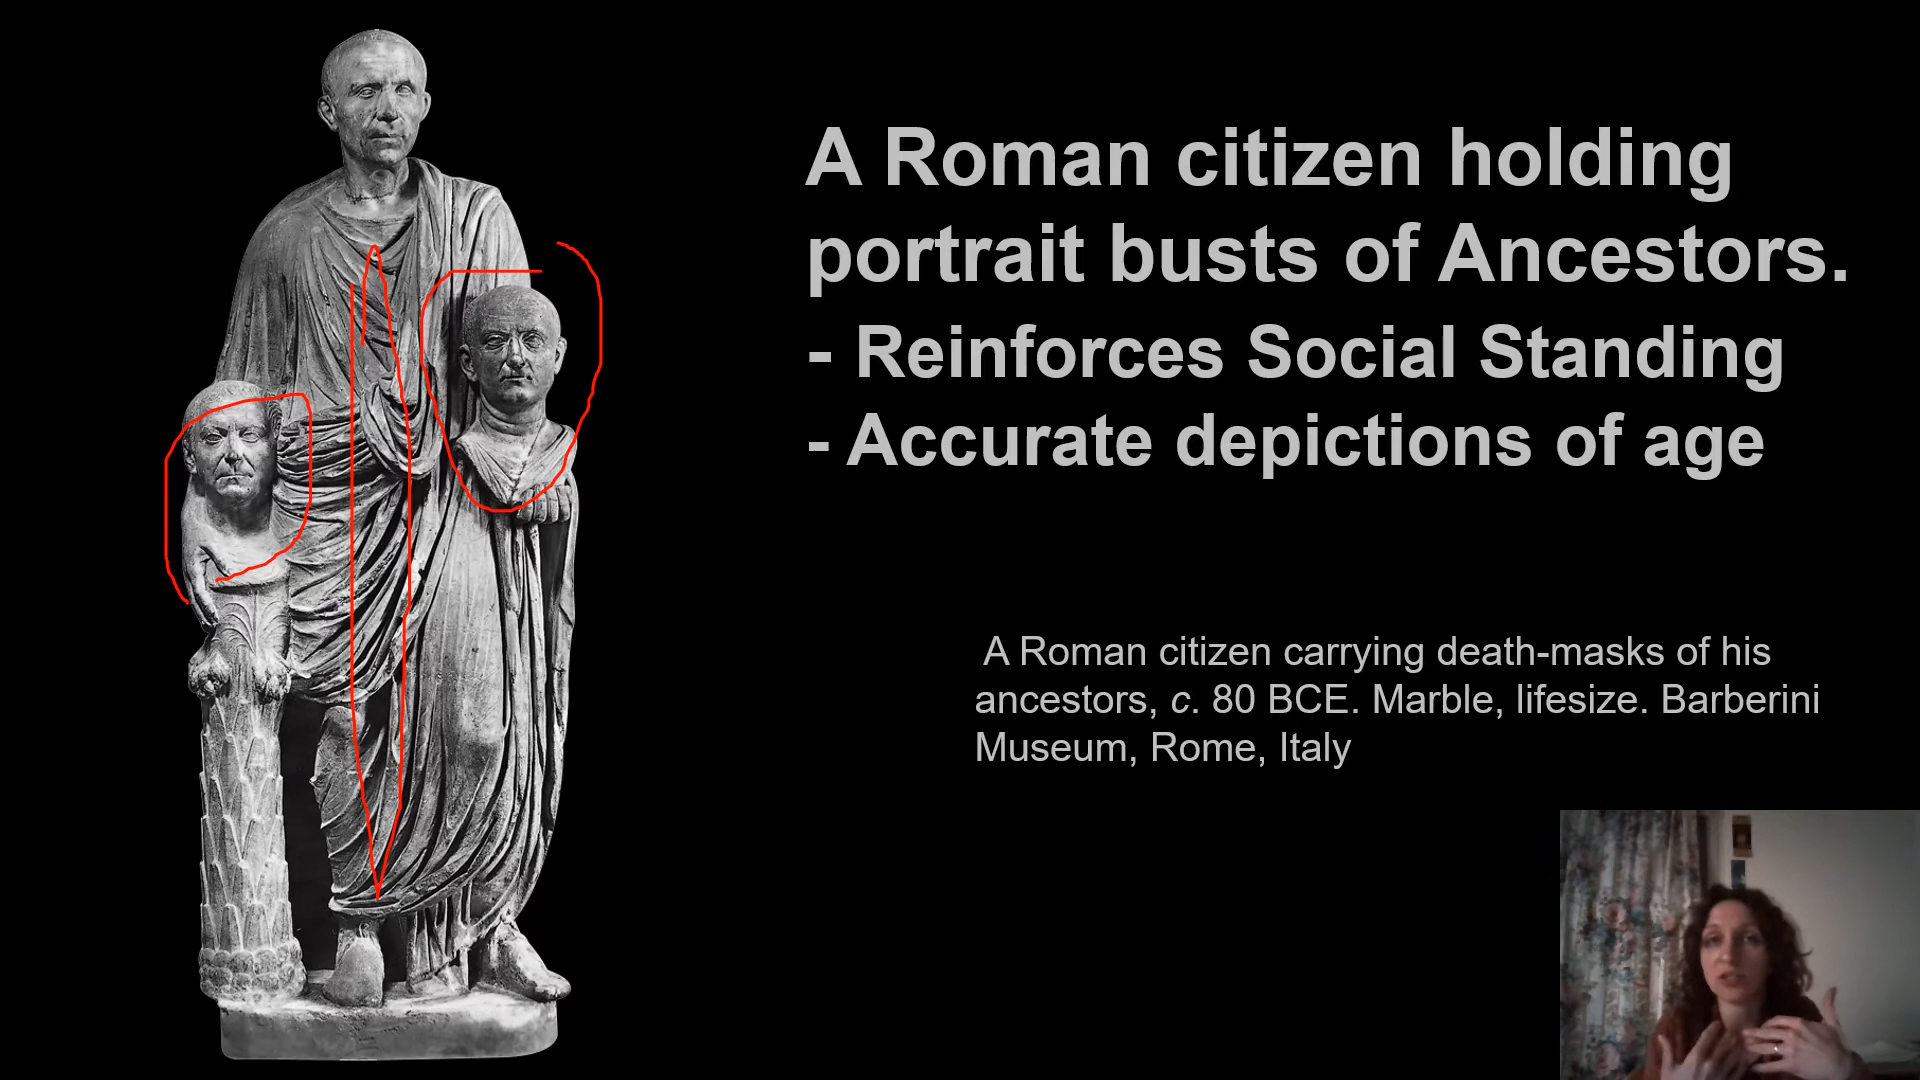 A Roman citizen holding
portrait busts of Ancestors.
- Reinforces Social Standing
- Accurate depictions of age
A Roman citizen carrying death-masks of his
ancestors, c. 80 BCE. Marble, lifesize. Barberini
Museum, Rome, Italy